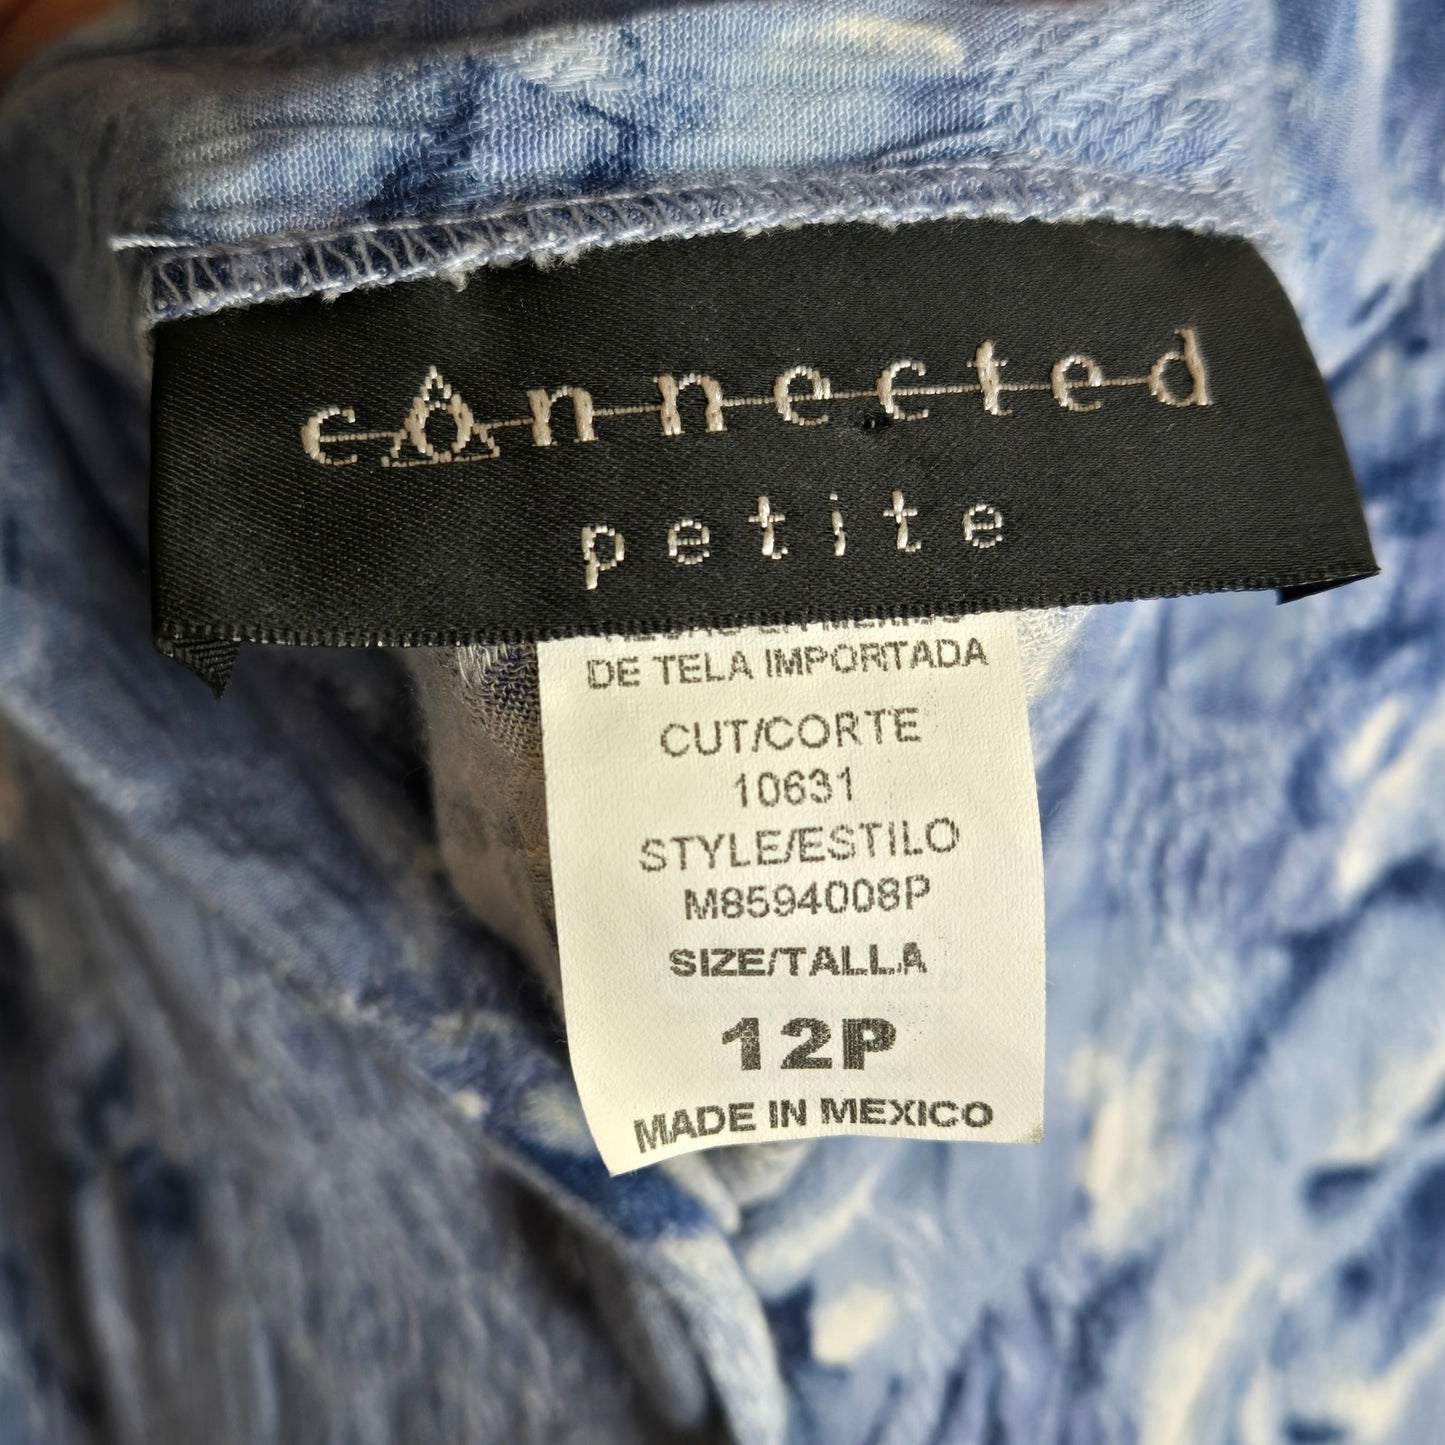 connected
petite
DE TELA IMPORTADA
CUT/CORTE
10631
STYLE/ESTILO
M8594008P
SIZE/TALLA
12P
MADE IN MEXICO